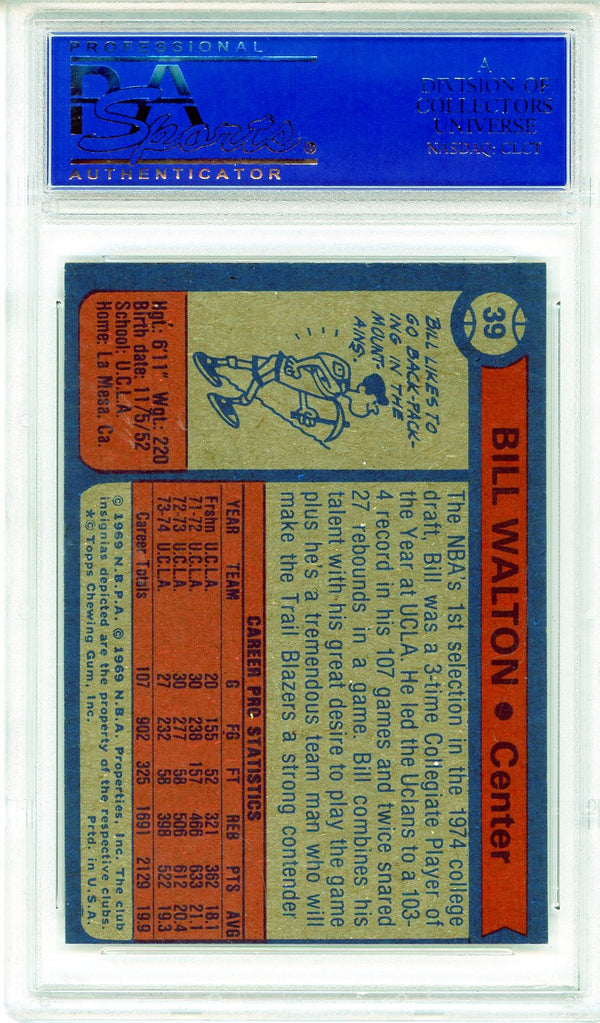 PROFESSIONAL
PSA
Sports®
AUTHENTICATOR
A
DIVISION OF
COLLECTORS
UNIVERSE
NASDAQ: CLCT
39
BILL WALTON • Center
BILL LIKES TO
GO BACK-PACK-
ING IN THE
MOUNT-
AINS.
Hgt.: 6'11" Wgt.: 220
Birth date: 11/5/52
School: U.C.L.A.
Home: La Mesa, Ca.
The NBA's 1st selection in the 1974 college
draft, Bill was a 3-time Collegiate Player of
the Year at UCLA. He led the Uclans to a 103-
4 record in his 107 games and twice snared
27 rebounds in a game. Bill combines his
talent with his great desire to play the game
plus he's a tremendous team man who will
make the Trail Blazers a strong contender
CAREER PRO STATISTICS
YEAR TEAM G FG FT REB PTS AVG.
Frshn U.C.L.A. 20 155 52 321 362 18.1
71-72 U.C.L.A. 30 238 157 466 633 21.1
72-73 U.C.L.A. 30 277 58 506 612 20.4
73-74 U.C.L.A. 27 232 58 398 522 19.3
Career Totals 107 902 325 1691 2129 19.9
© 1969 N.B.P.A. © 1969 N.B.A. Properties, Inc. The club
insignias depicted are the property of the respective clubs.
★© Topps Chewing Gum, Inc. Prtd. in U.S.A.